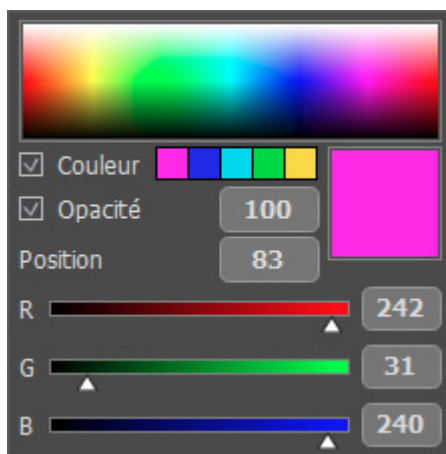 Couleur
Opacité 100
Position 83
R 242
G 31
B 240